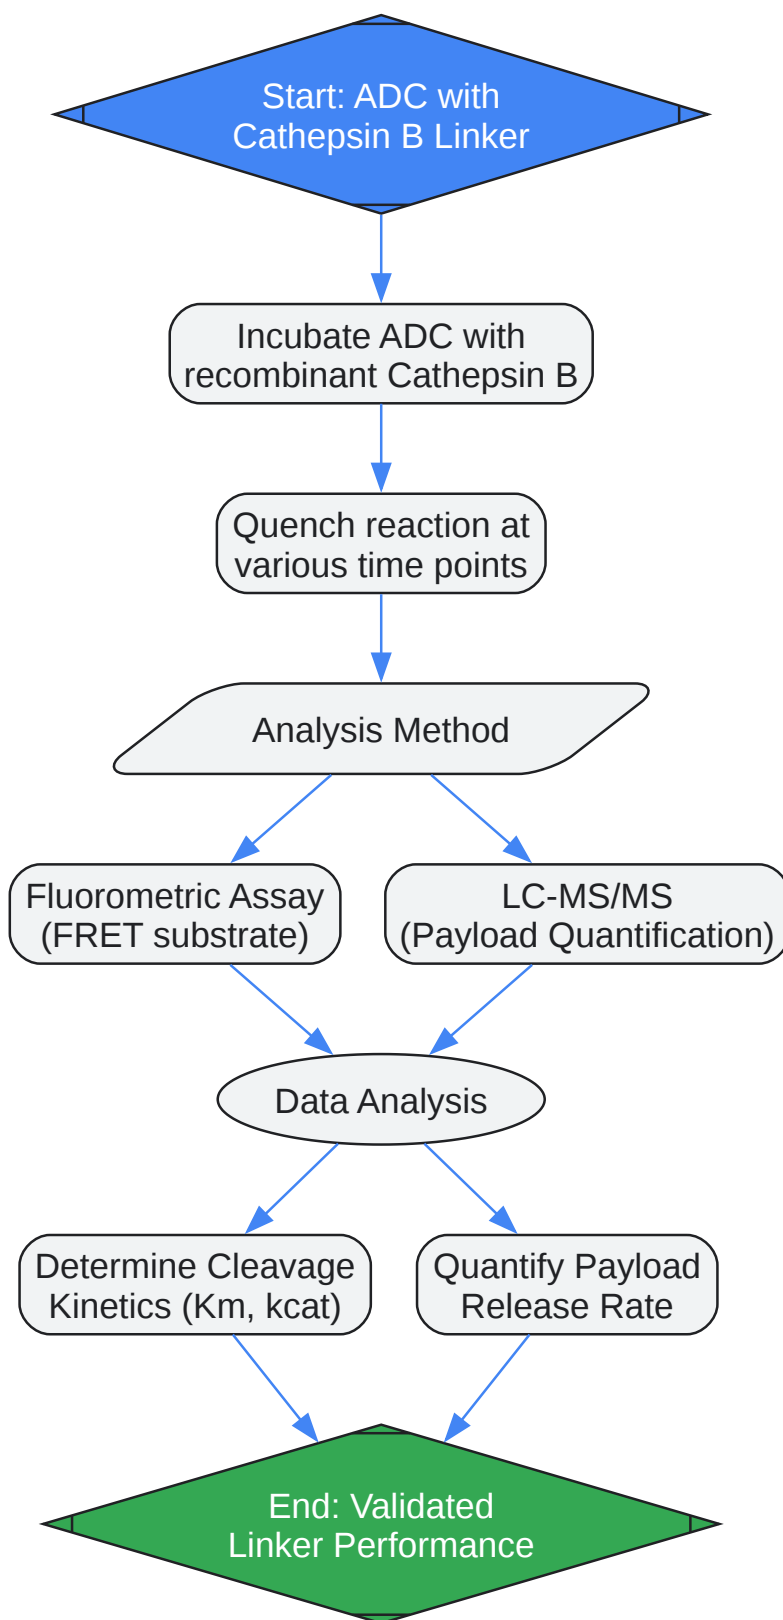 Start: ADC with
Cathepsin B Linker
Incubate ADC with
recombinant Cathepsin B
Quench reaction at
various time points
Analysis Method
Fluorometric Assay
(FRET substrate)
LC-MS/MS
(Payload Quantification)
Data Analysis
Determine Cleavage
Kinetics (Km, kcat)
Quantify Payload
Release Rate
End: Validated
Linker Performance